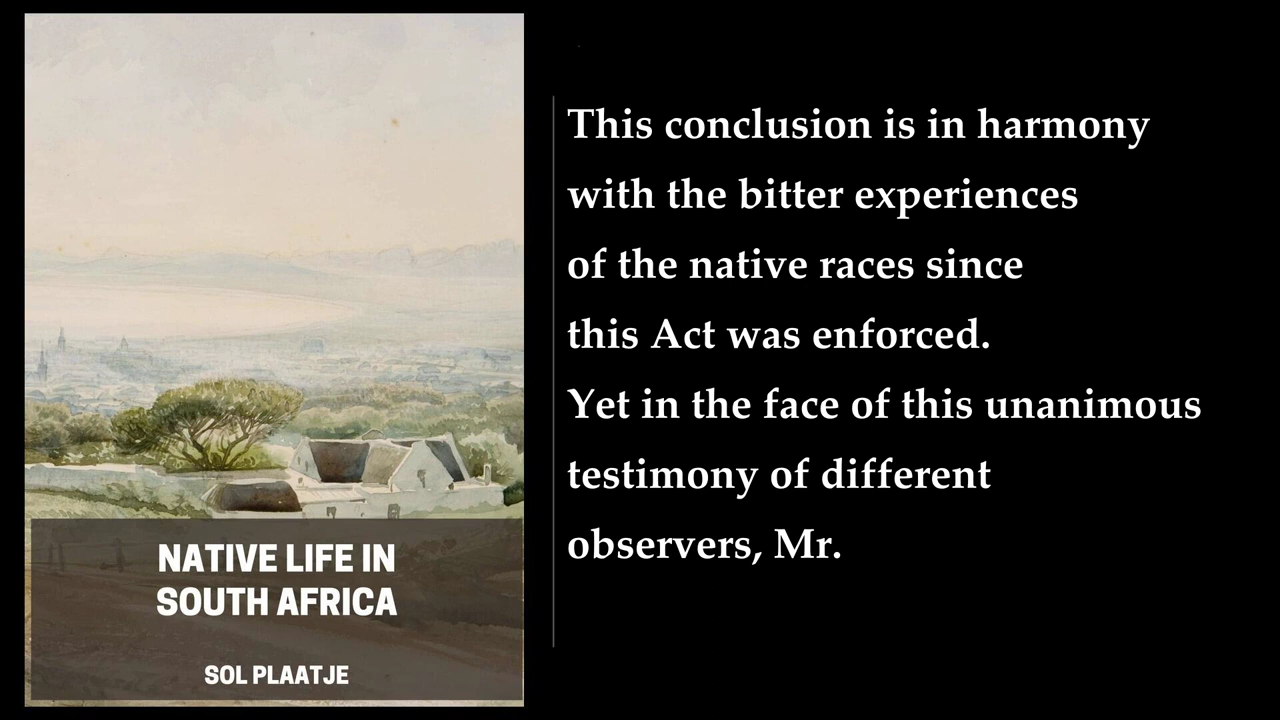 NATIVE LIFE IN
SOUTH AFRICA
SOL PLAATJE
This conclusion is in harmony
with the bitter experiences
of the native races since
this Act was enforced.
Yet in the face of this unanimous
testimony of different
observers, Mr.